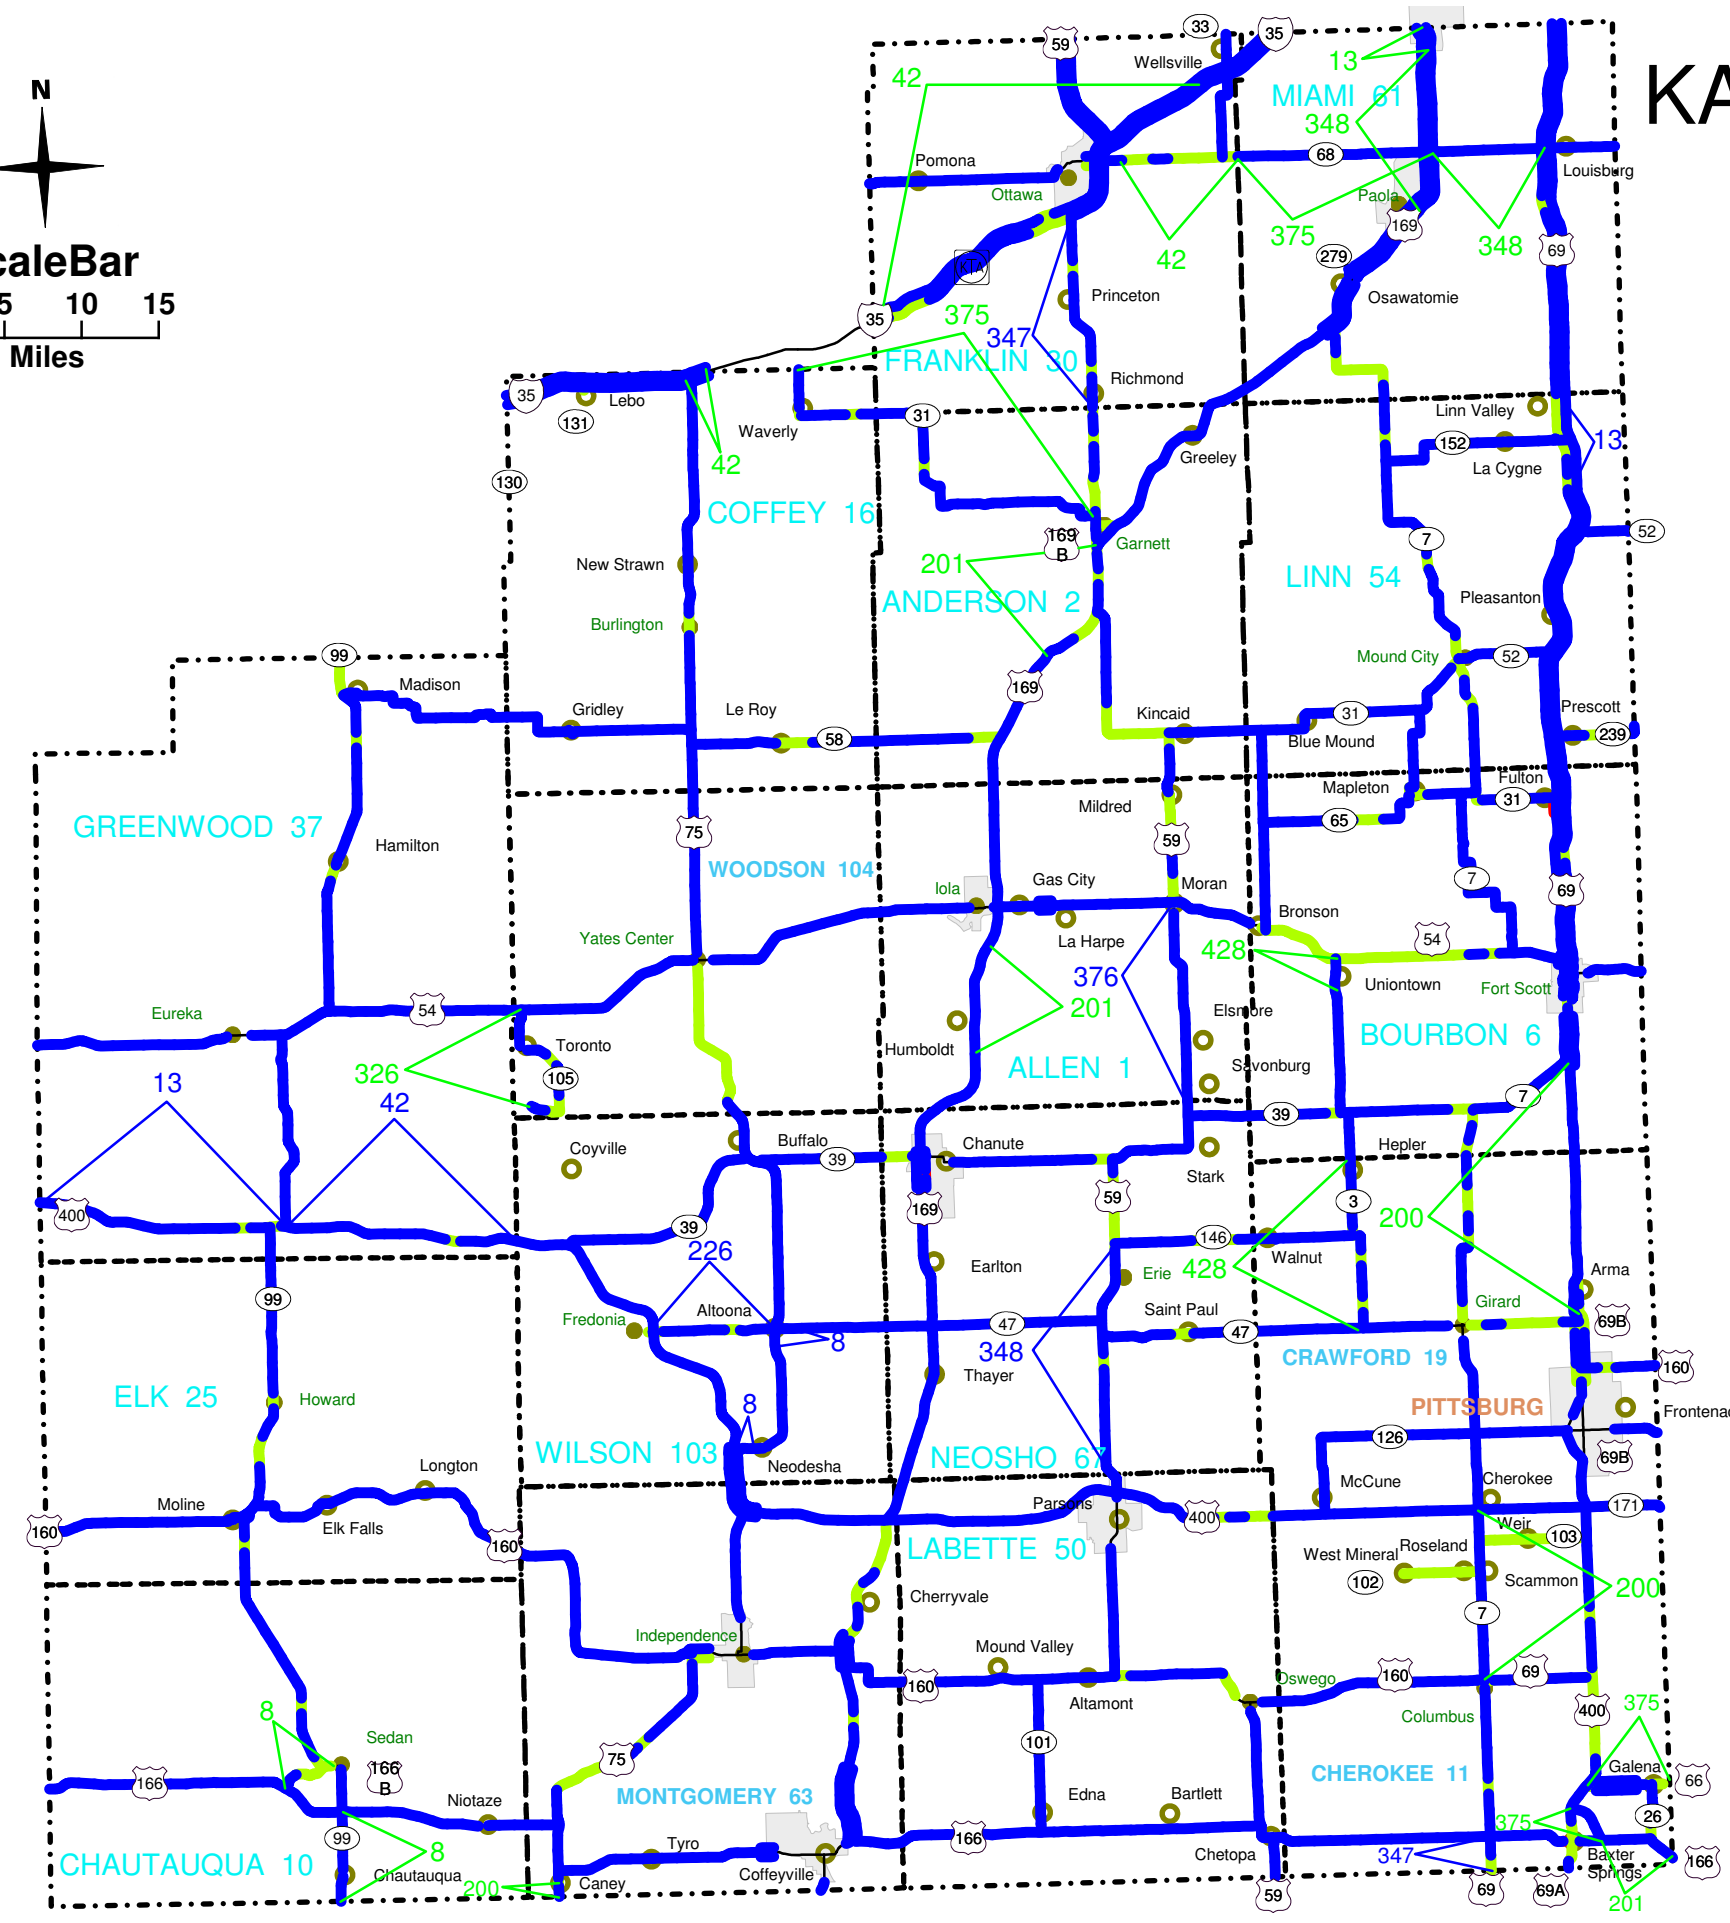 N
caleBar
5 10 15
Miles
KA
33
59
35
Wellsville
13
42
MIAMI 61
348
Pomona
68
Louisburg
Ottawa
Paola
169
42
375
348
69
279
KTA
Princeton
Osawatomie
35
375
347
FRANKLIN 30
Richmond
35
Lebo
131
Waverly
31
Linn Valley
152
13
La Cygne
42
Greeley
130
COFFEY 16
169
B
Garnett
7
52
New Strawn
201
LINN 54
ANDERSON 2
Pleasanton
Burlington
99
Mound City
52
Madison
169
Gridley
Le Roy
Kincaid
31
Prescott
58
Blue Mound
239
Mildred
Mapleton
Fulton
31
GREENWOOD 37
75
65
59
Hamilton
WOODSON 104
Iola
Gas City
Moran
7
69
Bronson
Yates Center
La Harpe
428
54
376
Uniontown
Fort Scott
Eureka
54
201
Elsmore
Toronto
Humboldt
BOURBON 6
326
105
ALLEN 1
Savonburg
13
42
39
7
Coyville
Buffalo
39
Chanute
Hepler
Stark
400
39
169
59
3
200
226
146
Walnut
Earlton
Erie
428
Arma
99
Fredonia
Altoona
47
Saint Paul
47
Girard
69B
8
348
CRAWFORD 19
160
ELK 25
Howard
Thayer
PITTSBURG
8
Frontenac
126
WILSON 103
NEOSHO 67
69B
Longton
Neodesha
McCune
Cherokee
Moline
Parsons
400
171
160
Elk Falls
160
LABETTE 50
Weir
103
West Mineral
Roseland
102
Scammon
200
Cherryvale
7
Independence
Mound Valley
160
Altamont
Oswego
160
69
8
Sedan
101
Columbus
400
375
166
166
B
75
Galena
66
MONTGOMERY 63
CHEROKEE 11
Niotaze
Edna
Bartlett
26
99
166
375
8
Tyro
Chetopa
347
Baxter
Springs
166
CHAUTAUQUA 10
Chautauqua
200
Caney
Coffeyville
59
69
69A
201